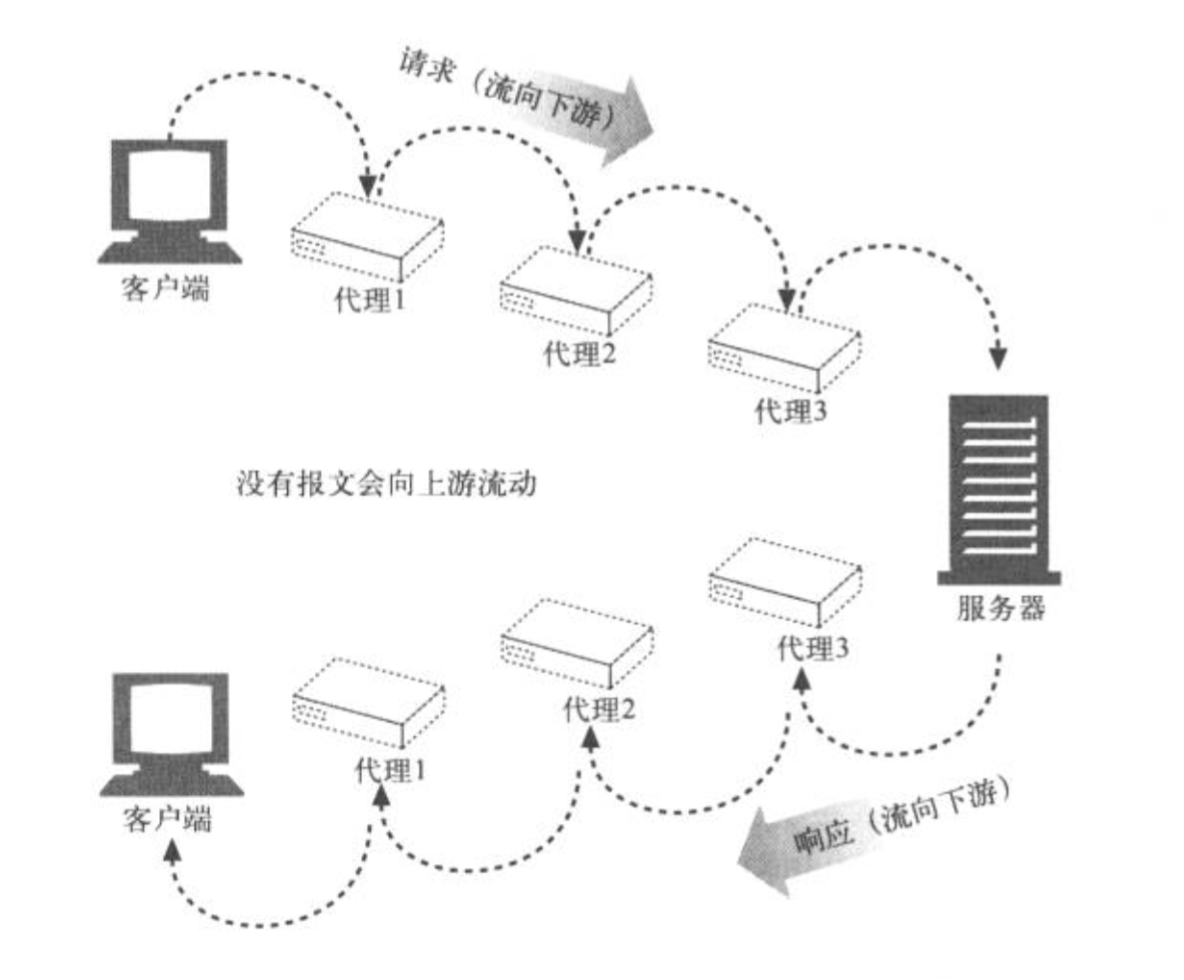 请求（流向下游）
客户端
代理1
代理2
代理3
没有报文会向上游流动
服务器
代理3
代理2
代理1
客户端
响应（流向下游）